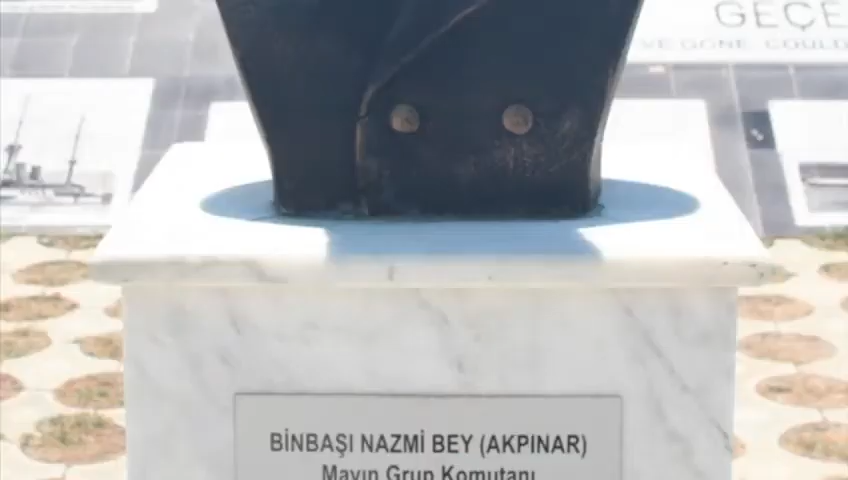 GEÇE
VE GONE, COULD
BİNBAŞI NAZMİ BEY (AKPINAR)
Mayın Grup Komutanı